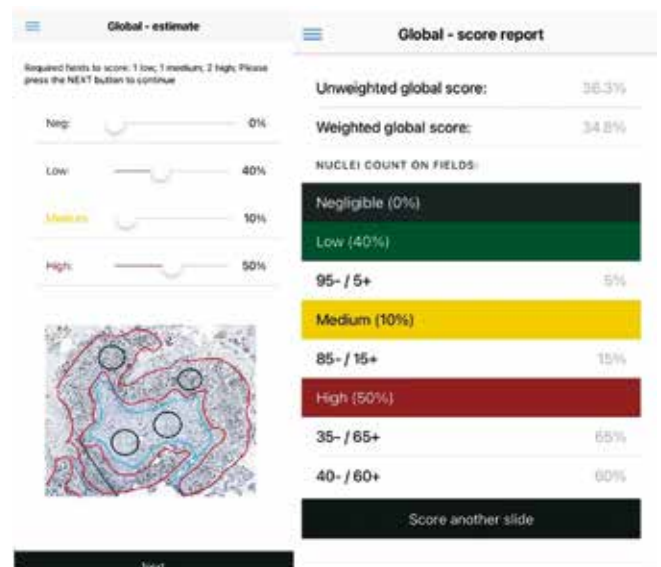 Global - estimate
Required fields to score: 1 low; 1 medium; 2 high; Please
press the NEXT button to continue
Neg: 0%
Low: 40%
Medium: 10%
High: 50%
Next
Global - score report
Unweighted global score: 36.3%
Weighted global score: 34.8%
NUCLEI COUNT ON FIELDS:
Negligible (0%)
Low (40%)
95- / 5+ 5%
Medium (10%)
85- / 15+ 15%
High (50%)
35- / 65+ 65%
40- / 60+ 60%
Score another slide